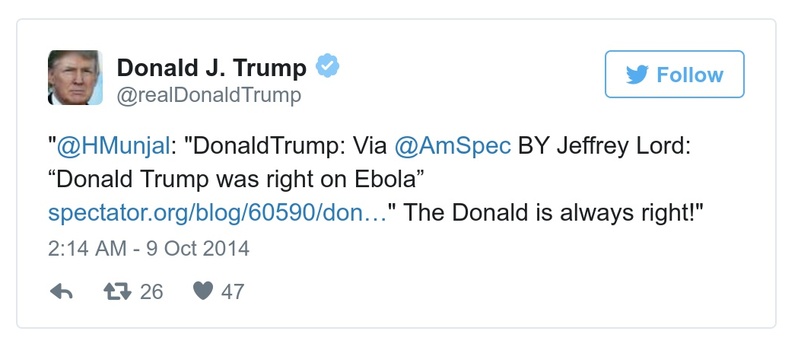 Donald J. Trump
@realDonaldTrump
Follow
"@HMunjal: "DonaldTrump: Via @AmSpec BY Jeffrey Lord:
“Donald Trump was right on Ebola”
spectator.org/blog/60590/don…" The Donald is always right!"
2:14 AM - 9 Oct 2014
26 47